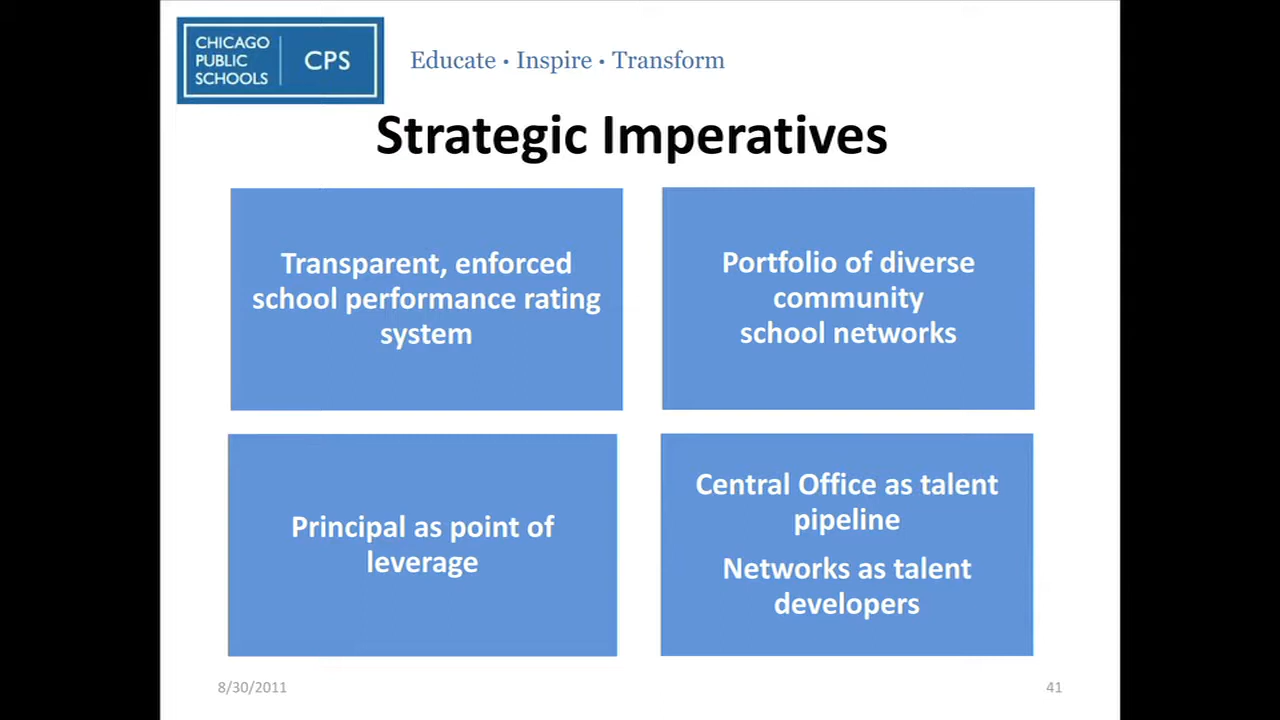 CHICAGO
PUBLIC
SCHOOLS
CPS
Educate • Inspire • Transform
Strategic Imperatives
Transparent, enforced
school performance rating
system
Portfolio of diverse
community
school networks
Principal as point of
leverage
Central Office as talent
pipeline
Networks as talent
developers
8/30/2011
41